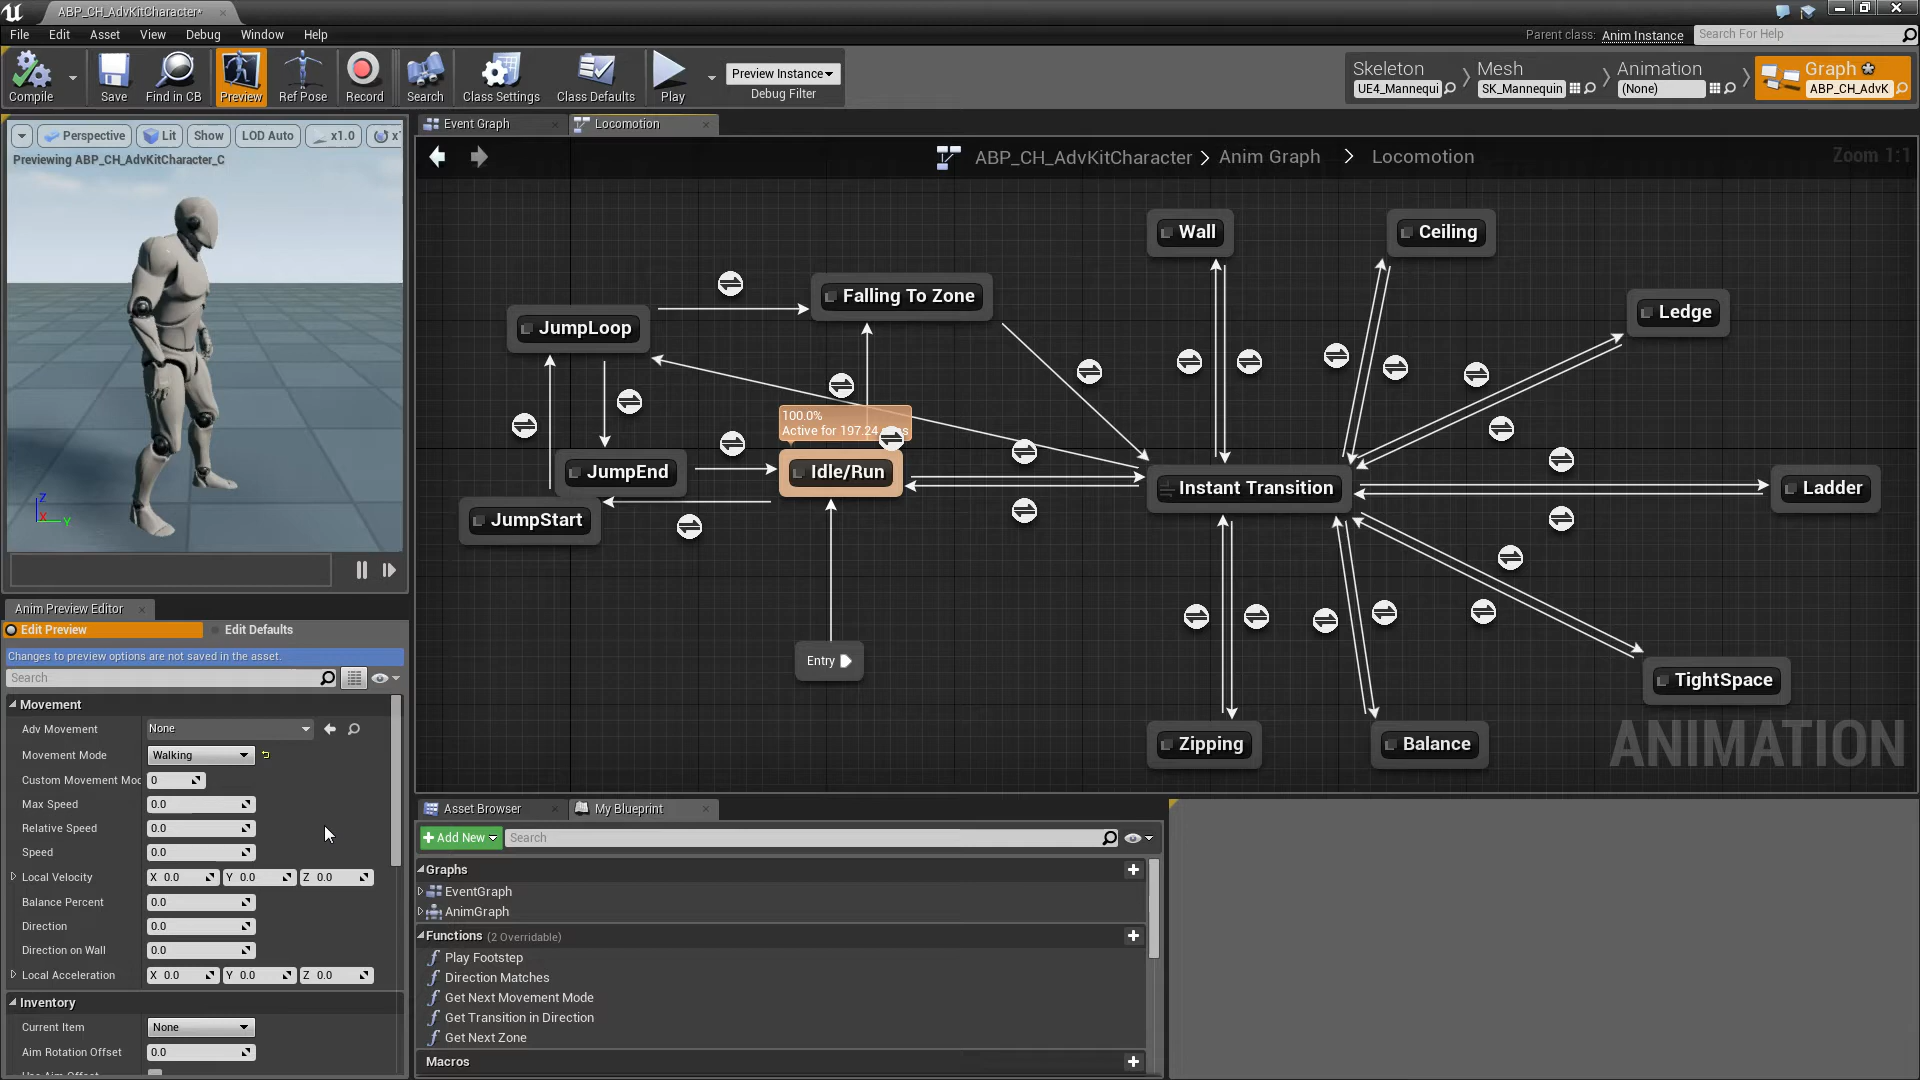 ABP_CH_AdvKitCharacter*
File Edit Asset View Debug Window Help
Parent class: Anim Instance Search For Help
Compile Save Find in CB Preview Ref Pose Record Search Class Settings Class Defaults Play
Preview Instance
Debug Filter
Skeleton
UE4_Mannequi
Mesh
SK_Mannequin
Animation
(None)
Graph
ABP_CH_AdvK
Perspective Lit Show LOD Auto x1.0
Previewing ABP_CH_AdvKitCharacter_C
Z
X
Y
Event Graph Locomotion
ABP_CH_AdvKitCharacter > Anim Graph > Locomotion
Zoom 1:1
Wall
Ceiling
Falling To Zone
Ledge
JumpLoop
100.0%
Active for 197.24
JumpEnd
Idle/Run
Instant Transition
Ladder
JumpStart
Entry
TightSpace
Zipping
Balance
ANIMATION
Anim Preview Editor
Edit Preview Edit Defaults
Changes to preview options are not saved in the asset.
Search
Movement
Adv Movement None
Movement Mode Walking
Custom Movement Moc 0
Max Speed 0.0
Relative Speed 0.0
Speed 0.0
Local Velocity X 0.0 Y 0.0 Z 0.0
Balance Percent 0.0
Direction 0.0
Direction on Wall 0.0
Local Acceleration X 0.0 Y 0.0 Z 0.0
Inventory
Current Item None
Aim Rotation Offset 0.0
Asset Browser My Blueprint
Add New Search
Graphs
EventGraph
AnimGraph
Functions (2 Overridable)
Play Footstep
Direction Matches
Get Next Movement Mode
Get Transition in Direction
Get Next Zone
Macros